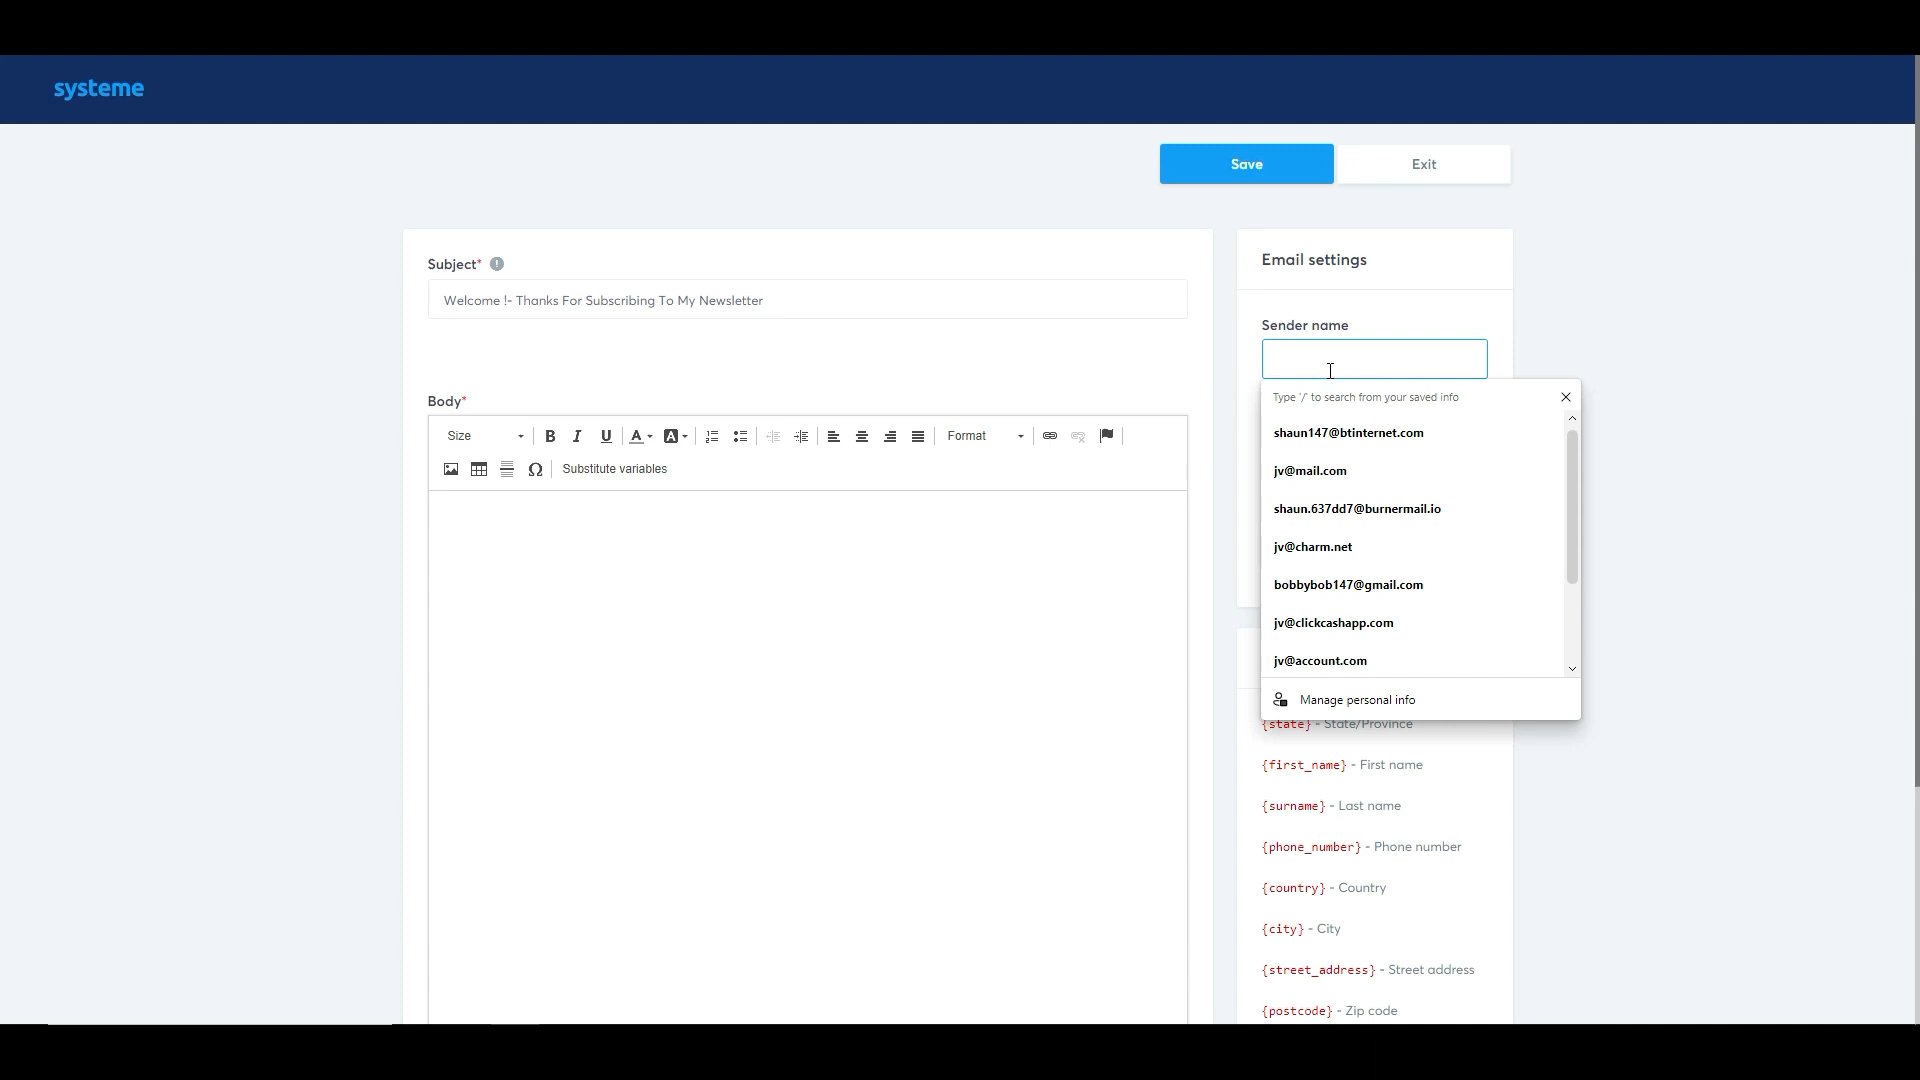 systeme
Save
Exit
Subject*
Welcome !- Thanks For Subscribing To My Newsletter
Body*
Size
B I U A A
Format
Substitute variables
Email settings
Sender name
Type '/' to search from your saved info
shaun147@btinternet.com
jv@mail.com
shaun.637dd7@burnermail.io
jv@charm.net
bobbybob147@gmail.com
jv@clickcashapp.com
jv@account.com
Manage personal info
{state} - State/Province
{first_name} - First name
{surname} - Last name
{phone_number} - Phone number
{country} - Country
{city} - City
{street_address} - Street address
{postcode} - Zip code